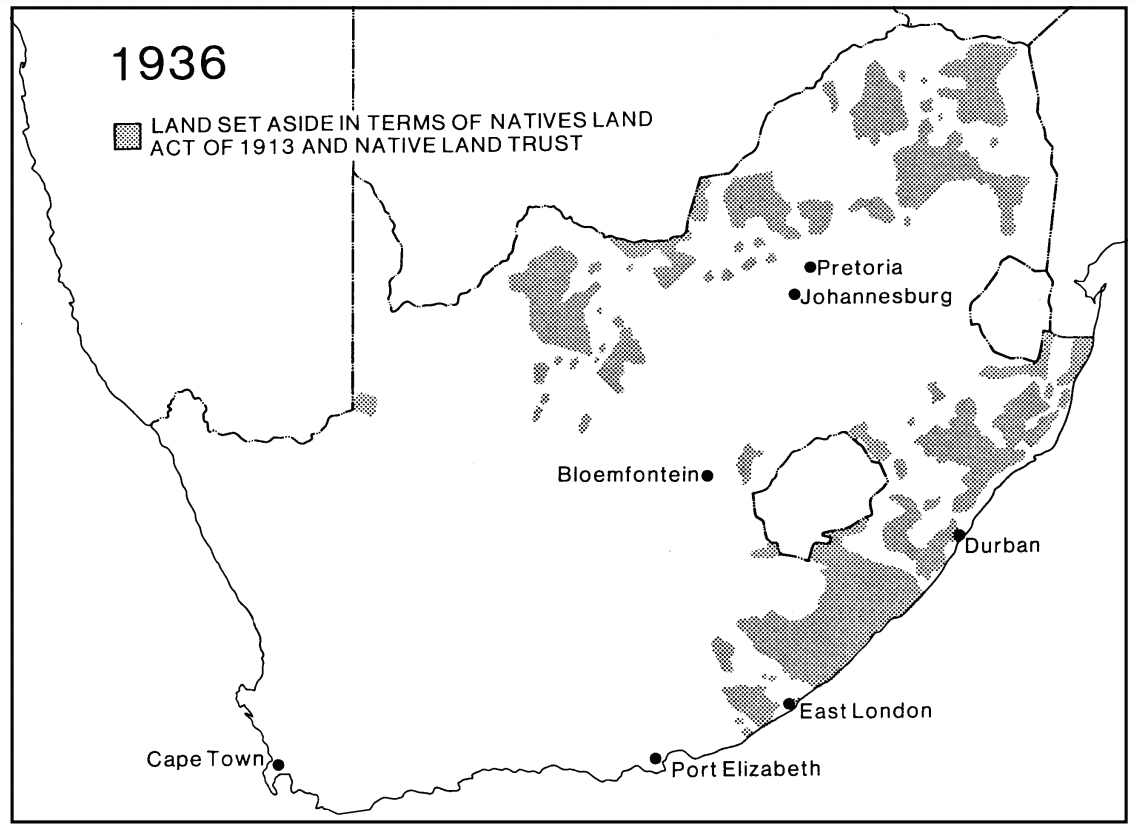 1936
LAND SET ASIDE IN TERMS OF NATIVES LAND
ACT OF 1913 AND NATIVE LAND TRUST
Pretoria
Johannesburg
Bloemfontein
Durban
East London
Cape Town
Port Elizabeth